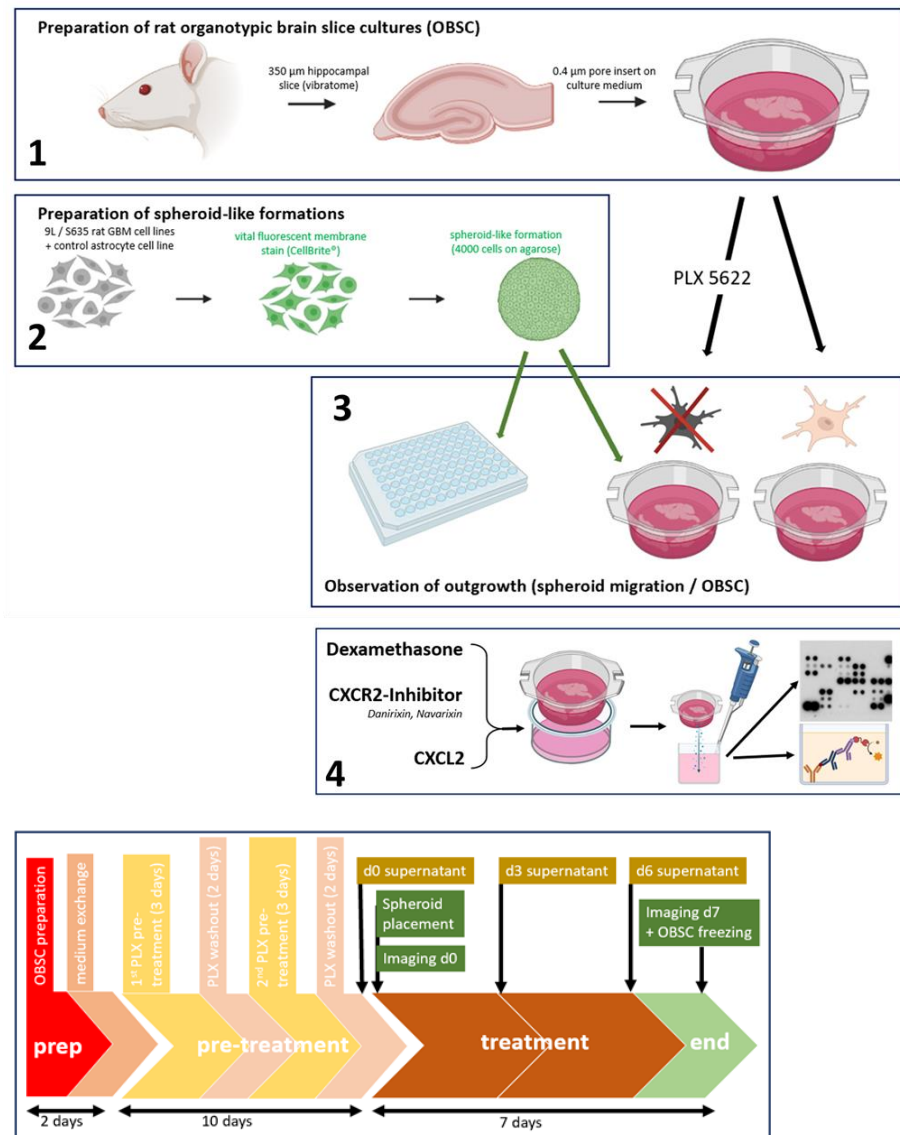 Preparation of rat organotypic brain slice cultures (OBSC)
350 µm hippocampal
slice (vibratome)
0.4 µm pore insert on
culture medium
1
Preparation of spheroid-like formations
9L / S635 rat GBM cell lines
+ control astrocyte cell line
vital fluorescent membrane
stain (CellBrite®)
spheroid-like formation
(4000 cells on agarose)
2
PLX 5622
3
Observation of outgrowth (spheroid migration / OBSC)
Dexamethasone
CXCR2-Inhibitor
Danirixin, Navarixin
CXCL2
4
OBSC preparation
medium exchange
1st PLX pre-
treatment (3 days)
PLX washout (2 days)
2nd PLX pre-
treatment (3 days)
PLX washout (2 days)
d0 supernatant
Spheroid
placement
Imaging d0
d3 supernatant
d6 supernatant
Imaging d7
+ OBSC freezing
prep
pre-treatment
treatment
end
2 days
10 days
7 days